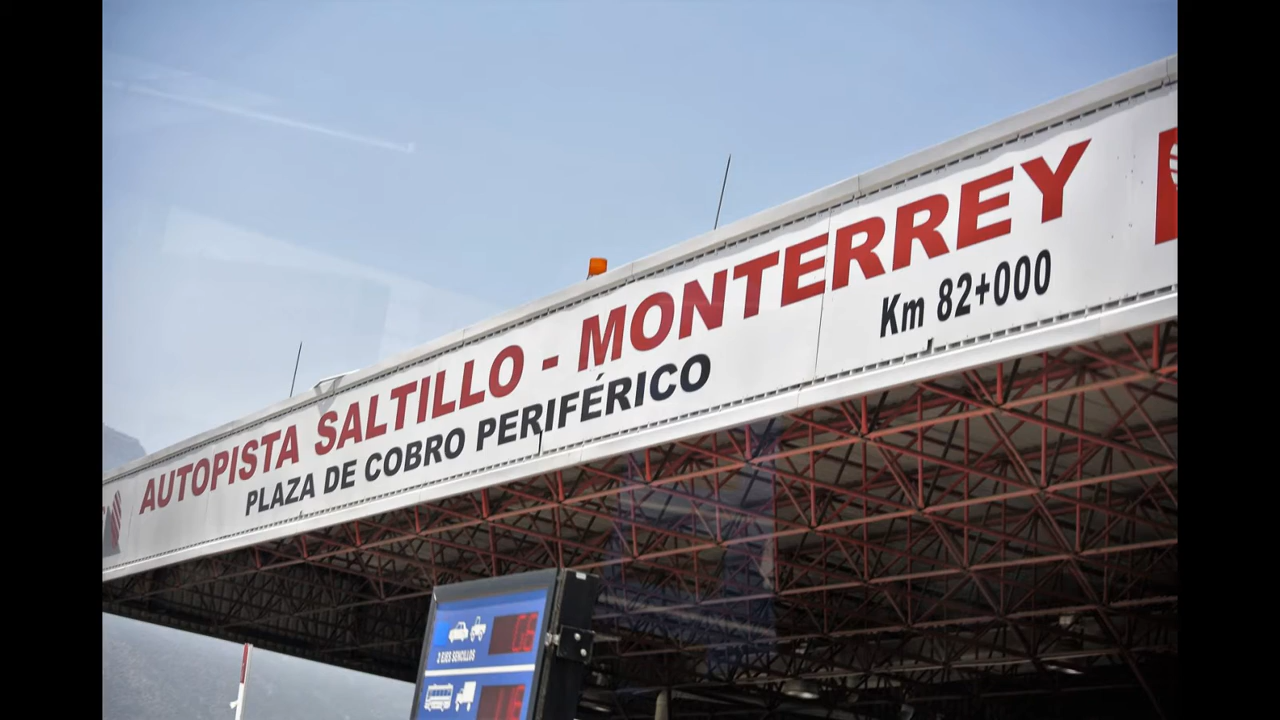 AUTOPISTA SALTILLO - MONTERREY
PLAZA DE COBRO PERIFÉRICO
Km 82+000
2 EJES SENCILLOS